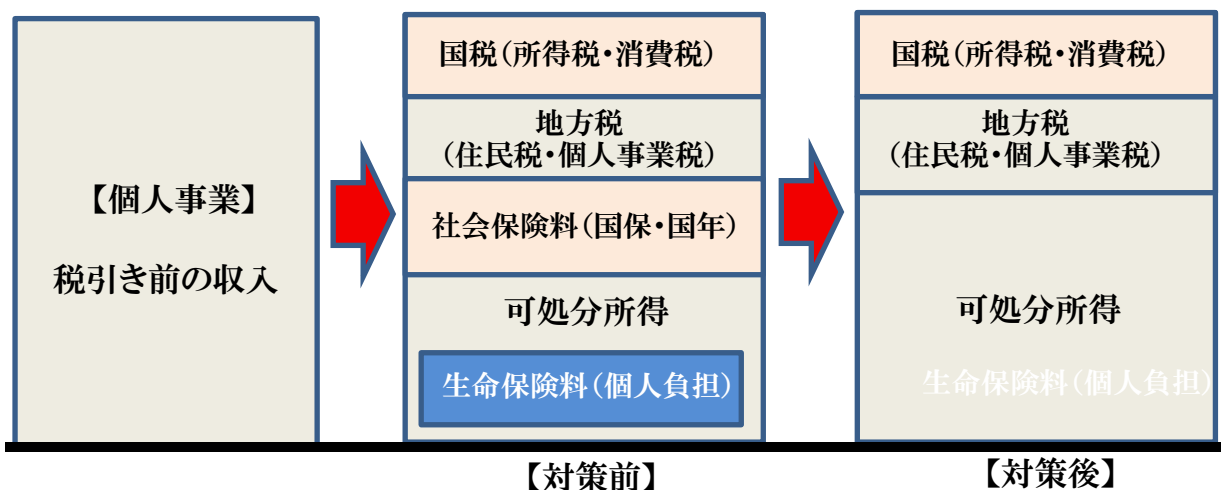 【個人事業】
税引き前の収入
国税(所得税・消費税)
地方税
(住民税・個人事業税)
社会保険料(国保・国年)
可処分所得
生命保険料(個人負担)
【対策前】
国税(所得税・消費税)
地方税
(住民税・個人事業税)
可処分所得
生命保険料(個人負担)
【対策後】